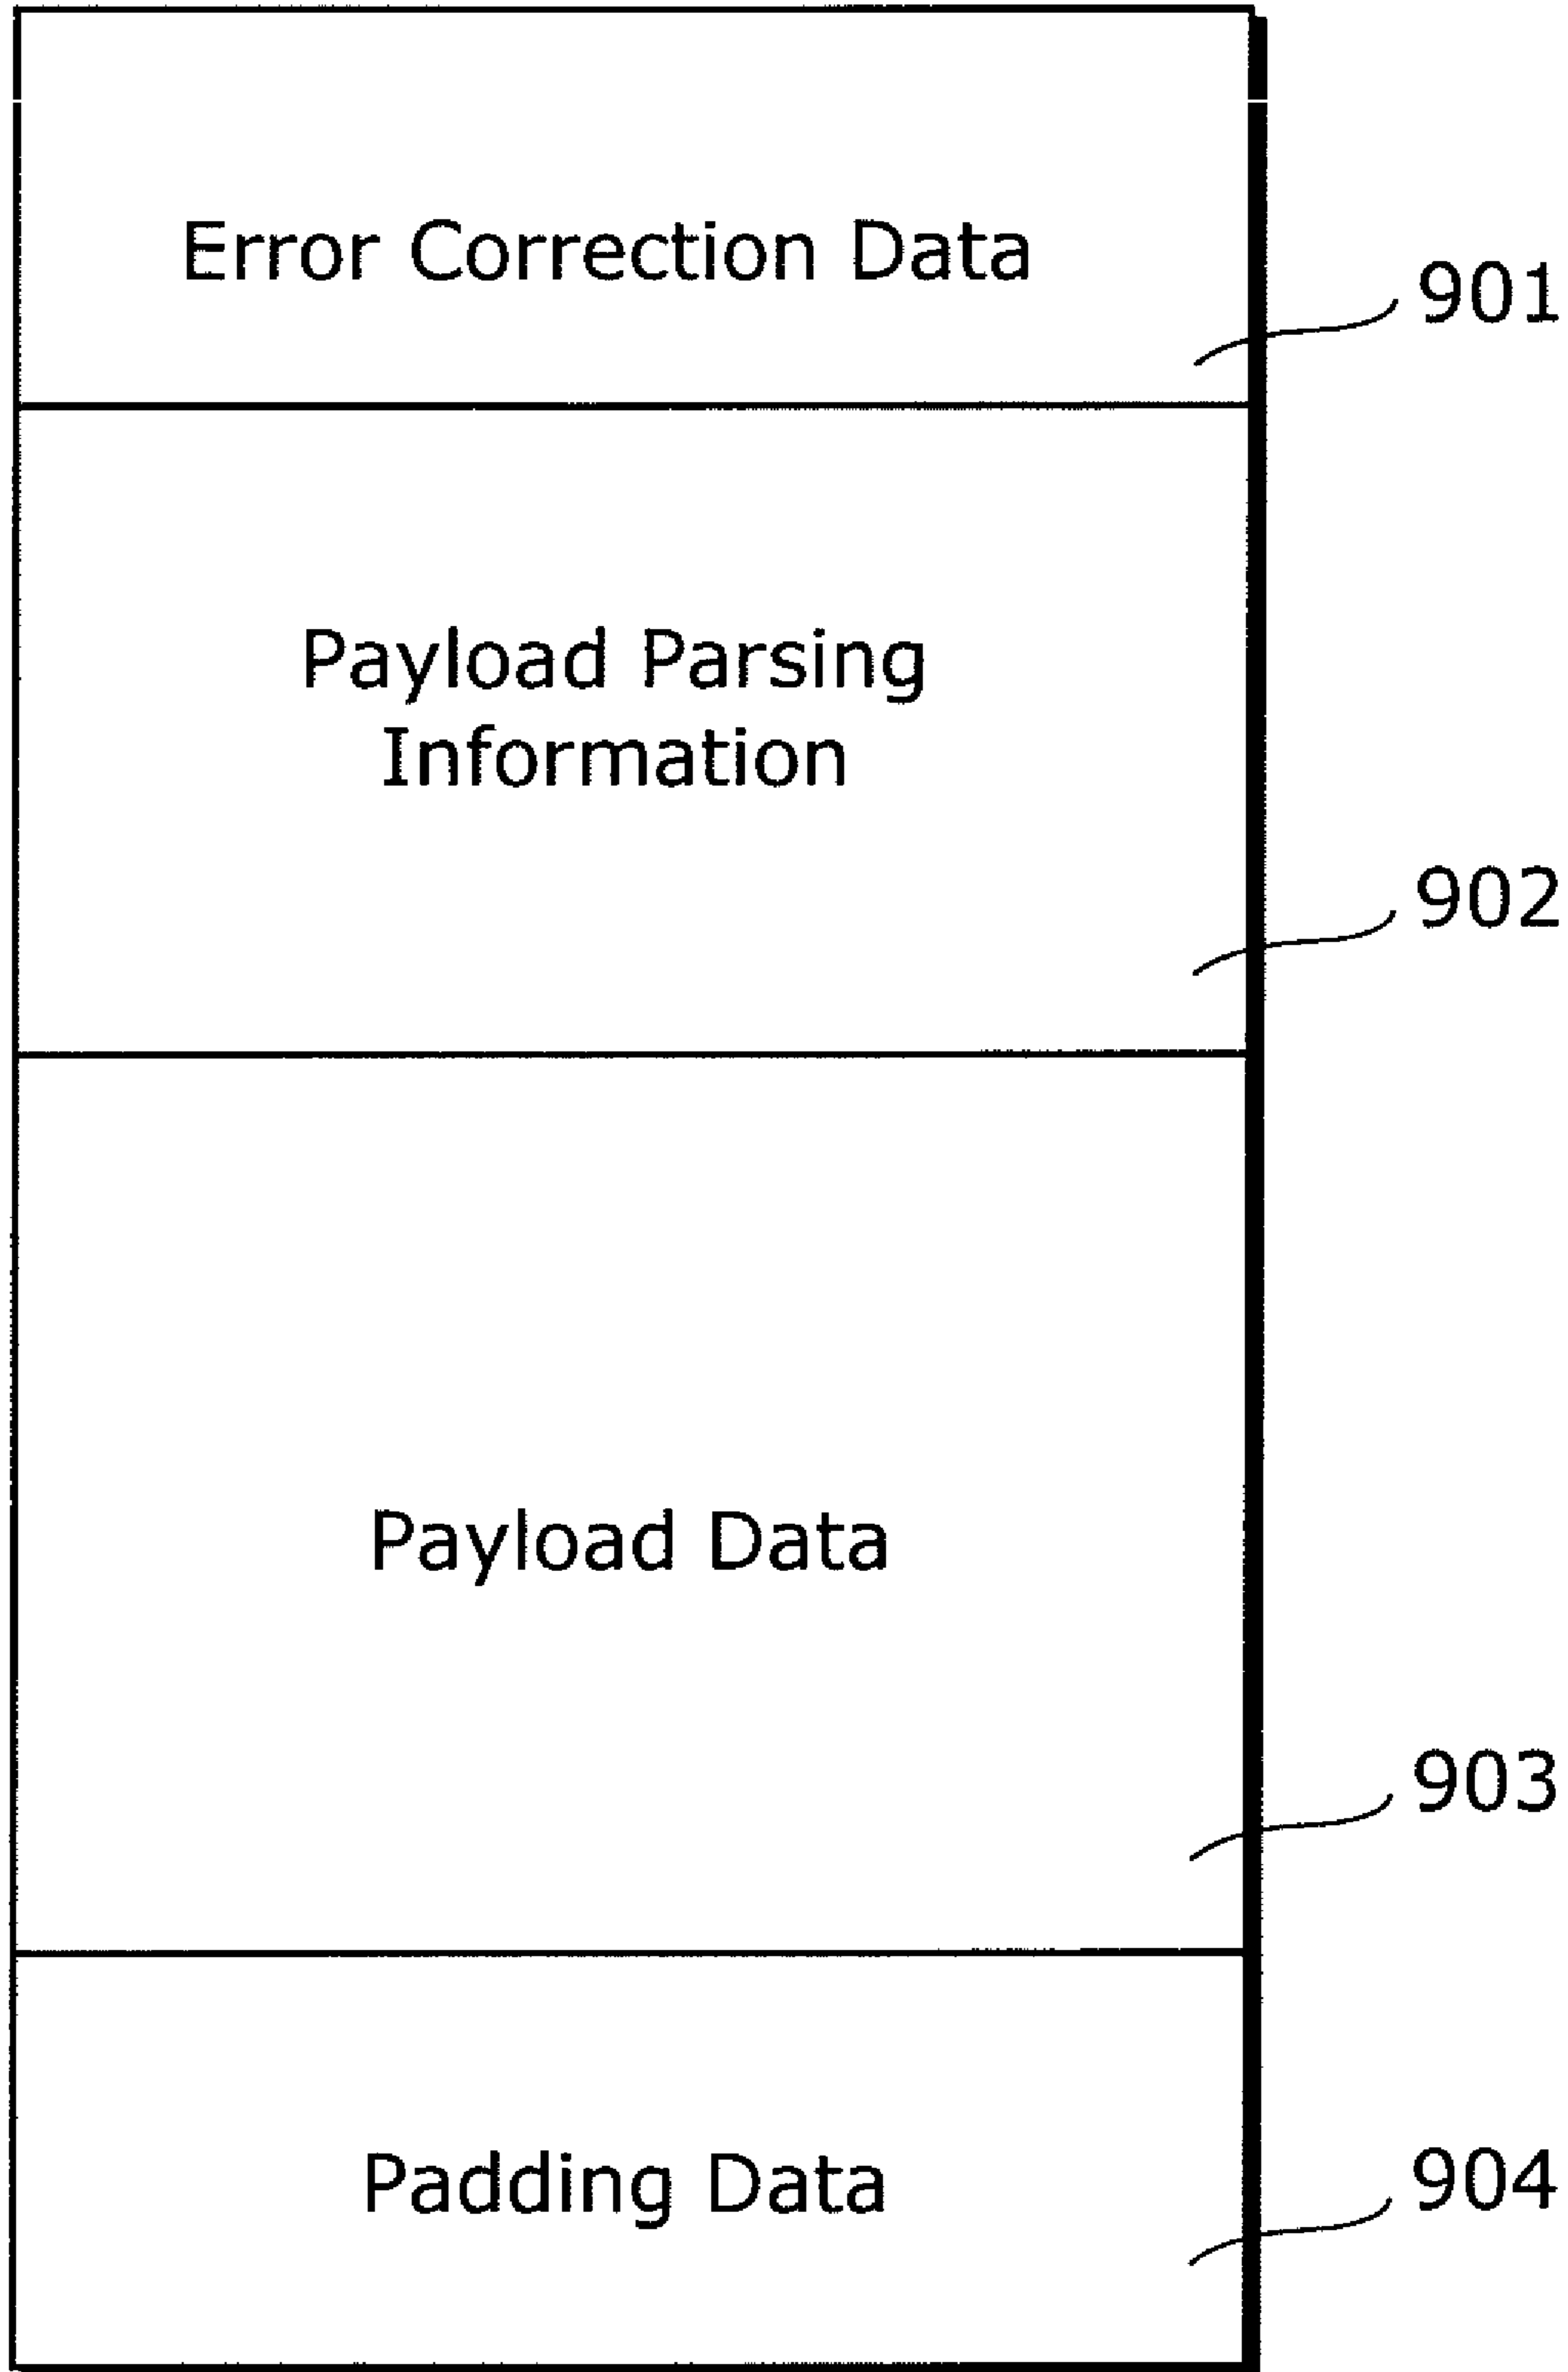 Error Correction Data
901
Payload Parsing
Information
902
Payload Data
903
Padding Data
904